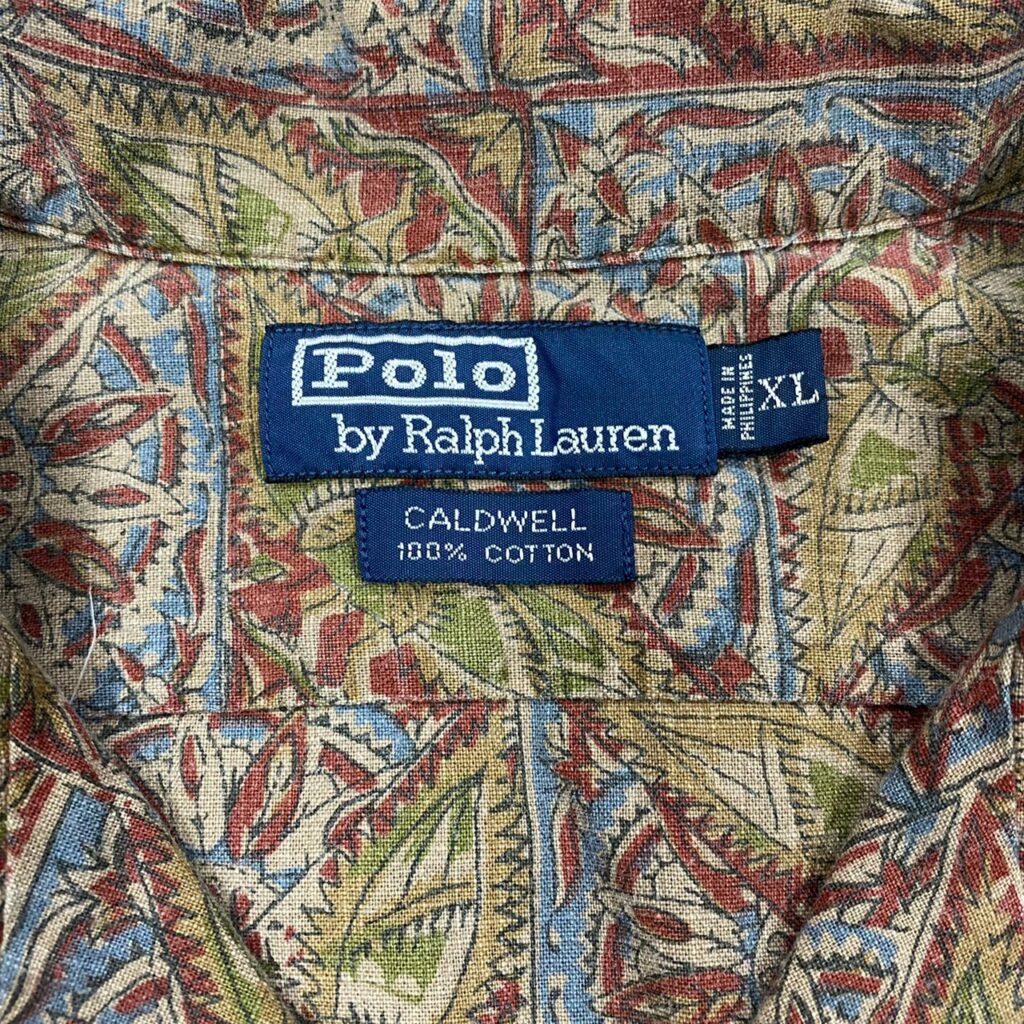 Polo
by Ralph Lauren
MADE IN
PHILIPPINES
XL
CALDWELL
100% COTTON